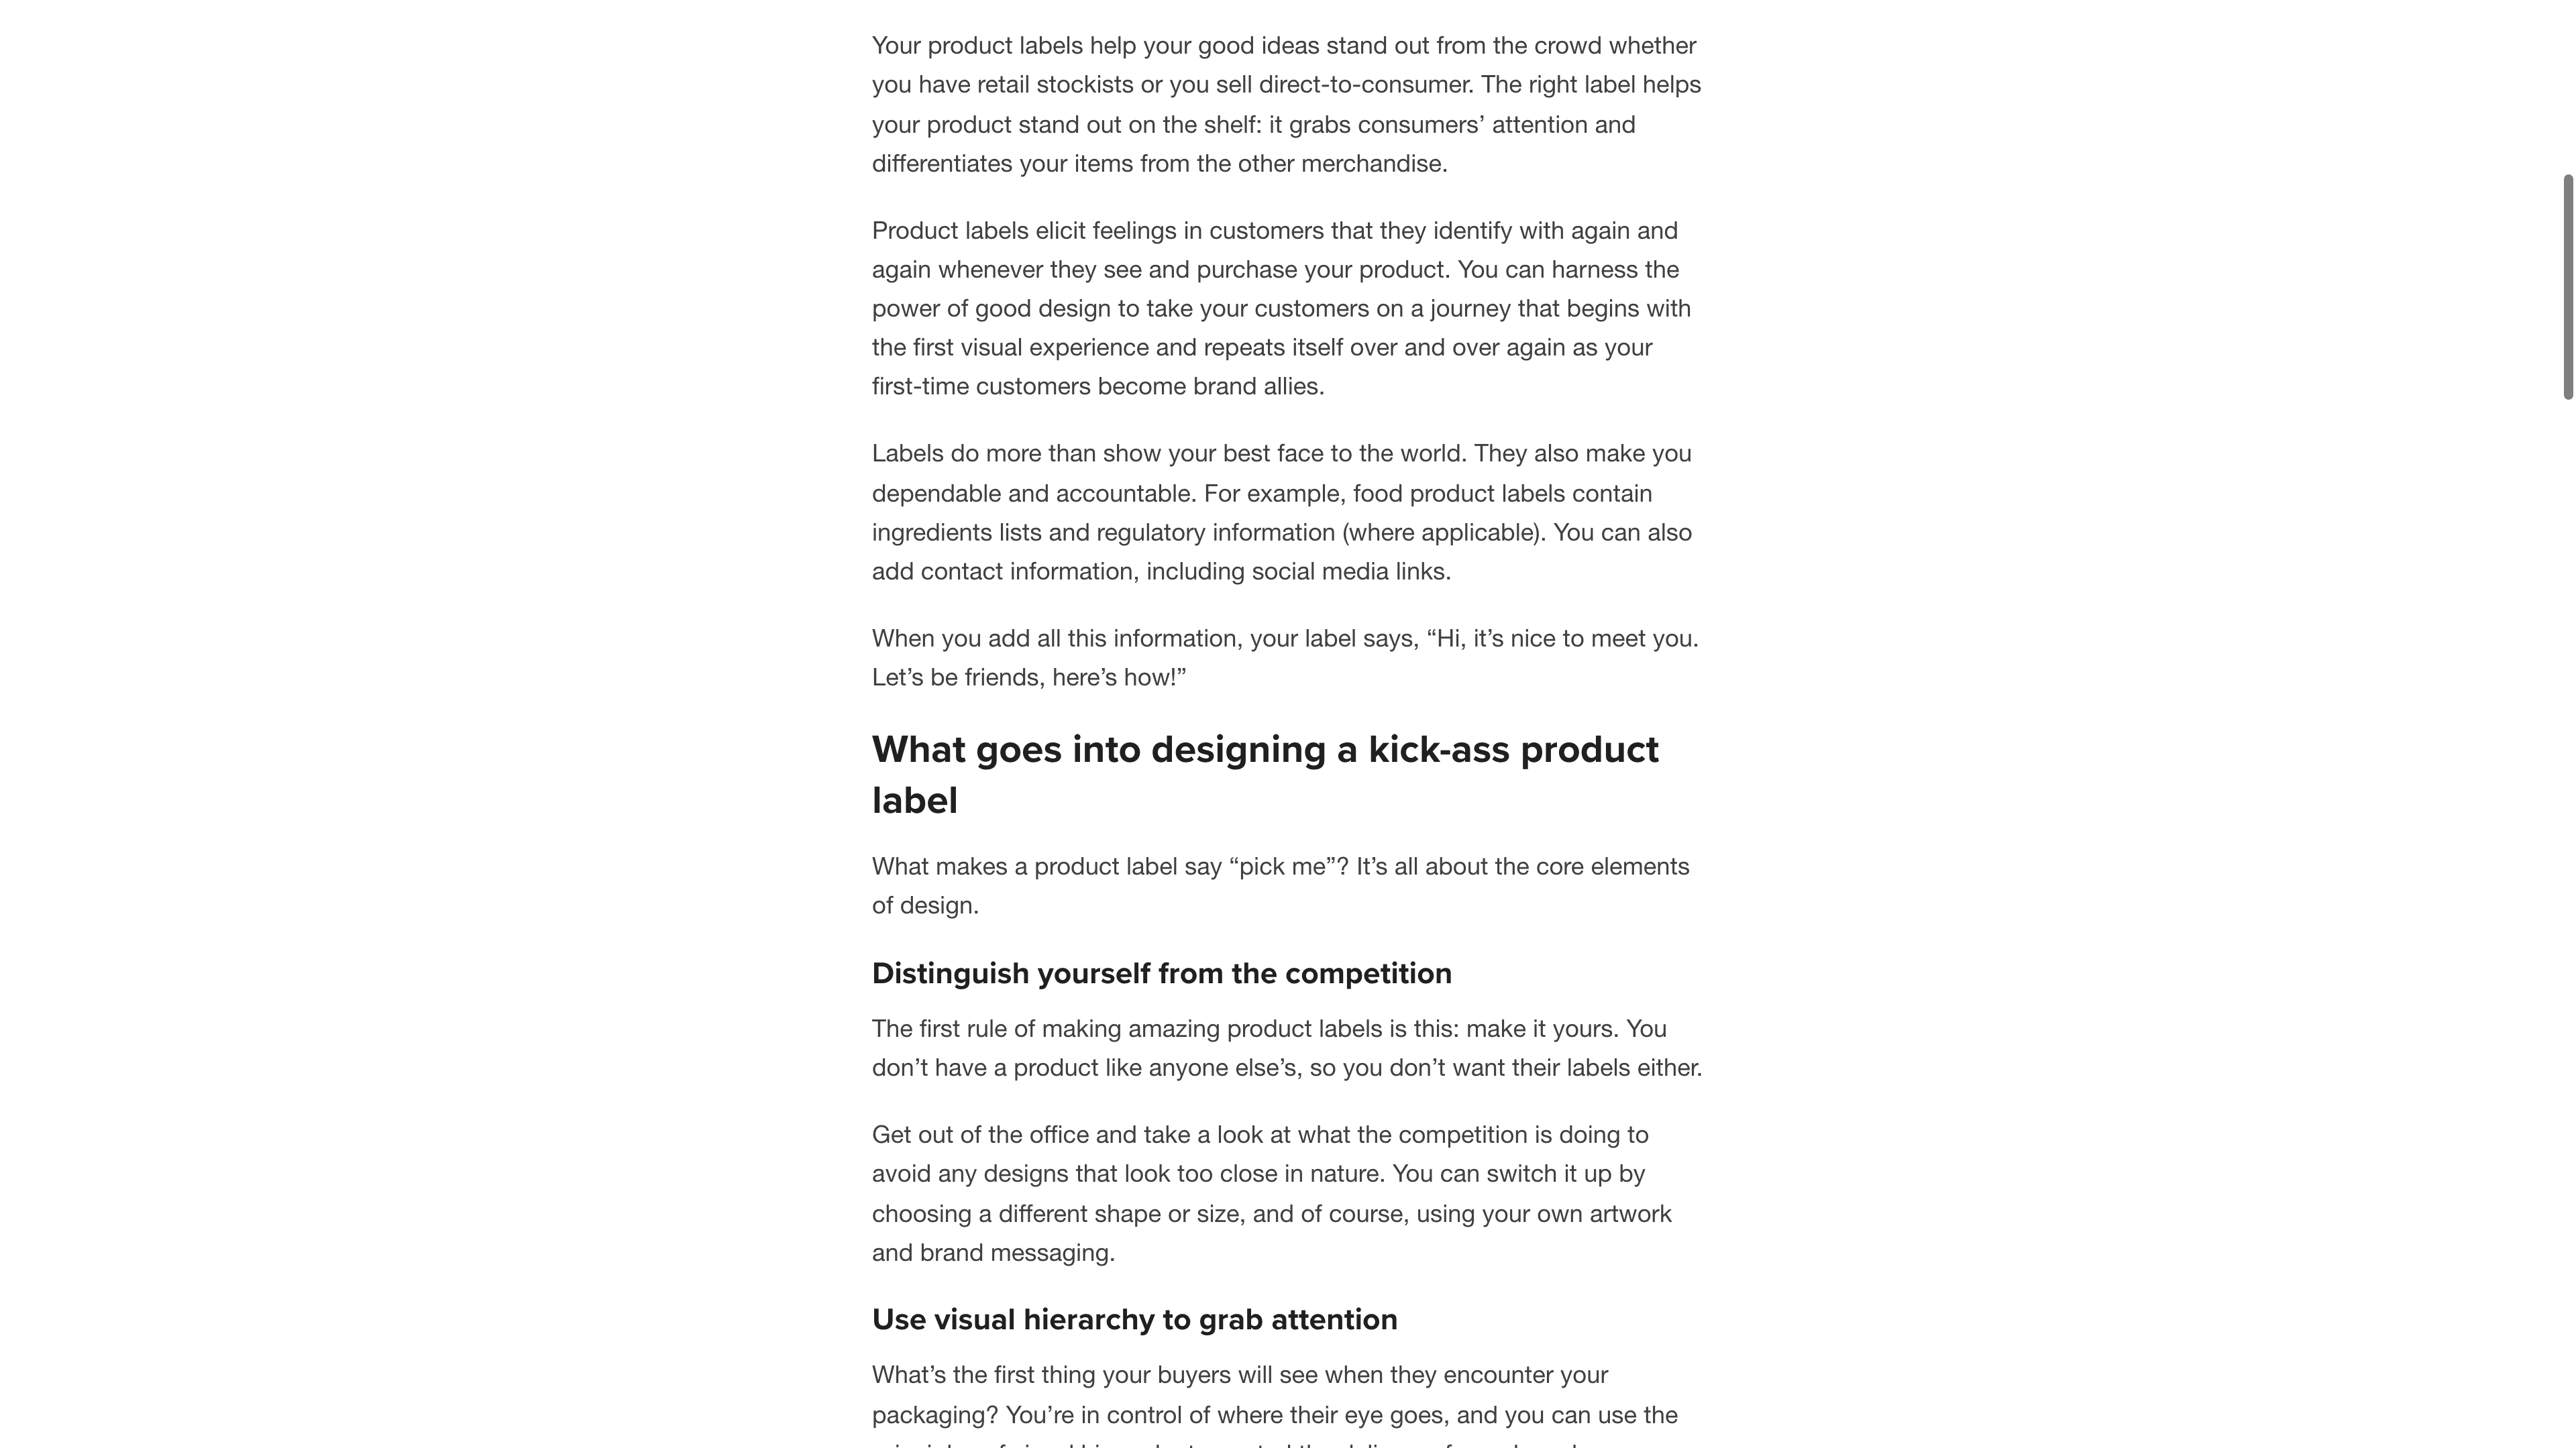 Your product labels help your good ideas stand out from the crowd whether
you have retail stockists or you sell direct-to-consumer. The right label helps
your product stand out on the shelf: it grabs consumers’ attention and
differentiates your items from the other merchandise.
Product labels elicit feelings in customers that they identify with again and
again whenever they see and purchase your product. You can harness the
power of good design to take your customers on a journey that begins with
the first visual experience and repeats itself over and over again as your
first-time customers become brand allies.
Labels do more than show your best face to the world. They also make you
dependable and accountable. For example, food product labels contain
ingredients lists and regulatory information (where applicable). You can also
add contact information, including social media links.
When you add all this information, your label says, “Hi, it’s nice to meet you.
Let’s be friends, here’s how!”
What goes into designing a kick-ass product
label
What makes a product label say “pick me”? It’s all about the core elements
of design.
Distinguish yourself from the competition
The first rule of making amazing product labels is this: make it yours. You
don’t have a product like anyone else’s, so you don’t want their labels either.
Get out of the office and take a look at what the competition is doing to
avoid any designs that look too close in nature. You can switch it up by
choosing a different shape or size, and of course, using your own artwork
and brand messaging.
Use visual hierarchy to grab attention
What’s the first thing your buyers will see when they encounter your
packaging? You’re in control of where their eye goes, and you can use the